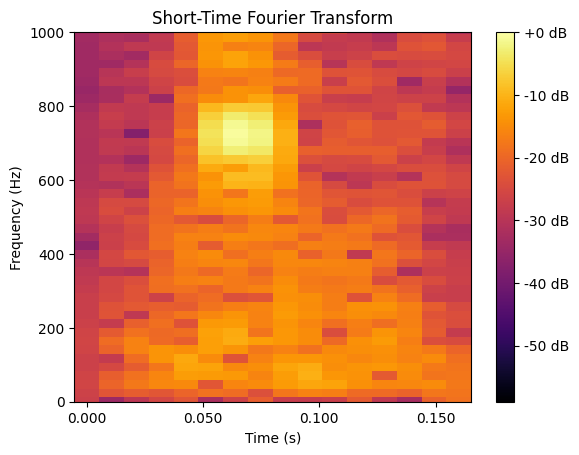 Short-Time Fourier Transform
1000
800
600
400
200
0
Frequency (Hz)
0.000
0.050
0.100
0.150
Time (s)
+0 dB
-10 dB
-20 dB
-30 dB
-40 dB
-50 dB